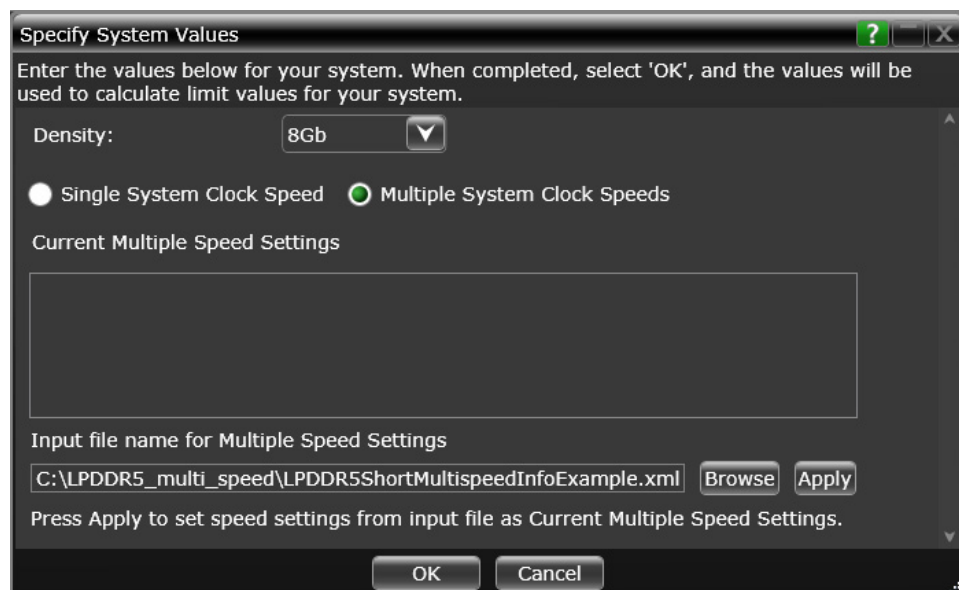 Specify System Values
?
X
Enter the values below for your system. When completed, select 'OK', and the values will be
used to calculate limit values for your system.
Density: 8Gb
Single System Clock Speed Multiple System Clock Speeds
Current Multiple Speed Settings
Input file name for Multiple Speed Settings
C:\LPDDR5_multi_speed\LPDDR5ShortMultispeedInfoExample.xml Browse Apply
Press Apply to set speed settings from input file as Current Multiple Speed Settings.
OK Cancel